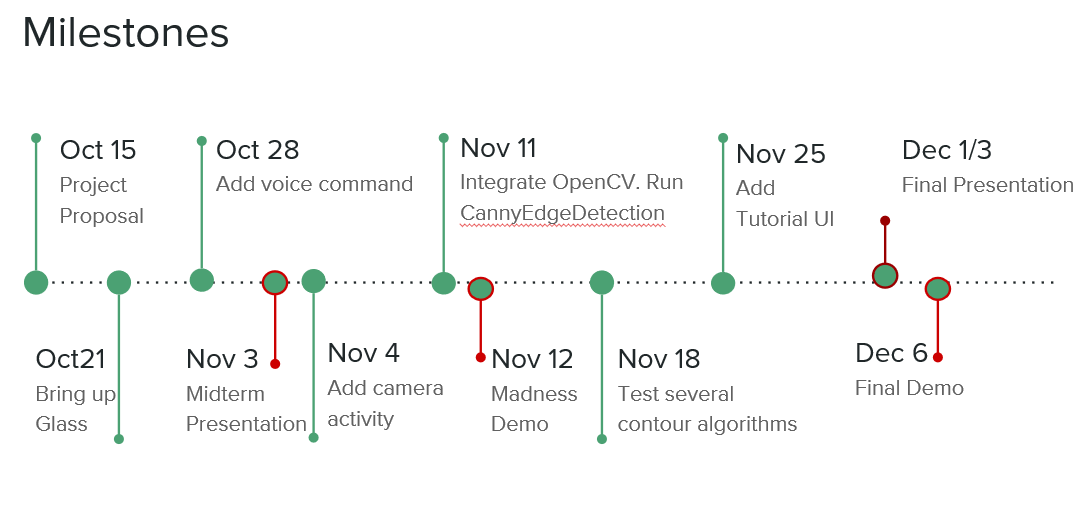 Milestones
Oct 15
Project
Proposal
Oct 28
Add voice command
Nov 11
Integrate OpenCV. Run
CannyEdgeDetection
Nov 25
Add
Tutorial UI
Dec 1/3
Final Presentation
Oct21
Bring up
Glass
Nov 3
Midterm
Presentation
Nov 4
Add camera
activity
Nov 12
Madness
Demo
Nov 18
Test several
contour algorithms
Dec 6
Final Demo